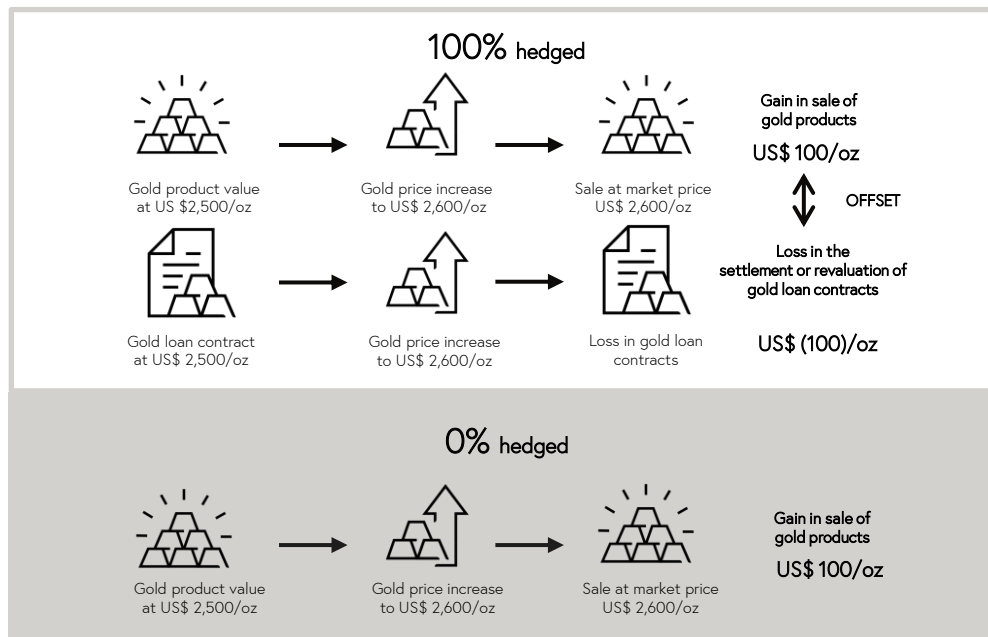 100% hedged
Gold product value
at US $2,500/oz
Gold price increase
to US$ 2,600/oz
Sale at market price
US$ 2,600/oz
Gain in sale of
gold products
US$ 100/oz
OFFSET
Gold loan contract
at US$ 2,500/oz
Gold price increase
to US$ 2,600/oz
Loss in gold loan
contracts
Loss in the
settlement or revaluation of
gold loan contracts
US$ (100)/oz
0% hedged
Gold product value
at US$ 2,500/oz
Gold price increase
to US$ 2,600/oz
Sale at market price
US$ 2,600/oz
Gain in sale of
gold products
US$ 100/oz